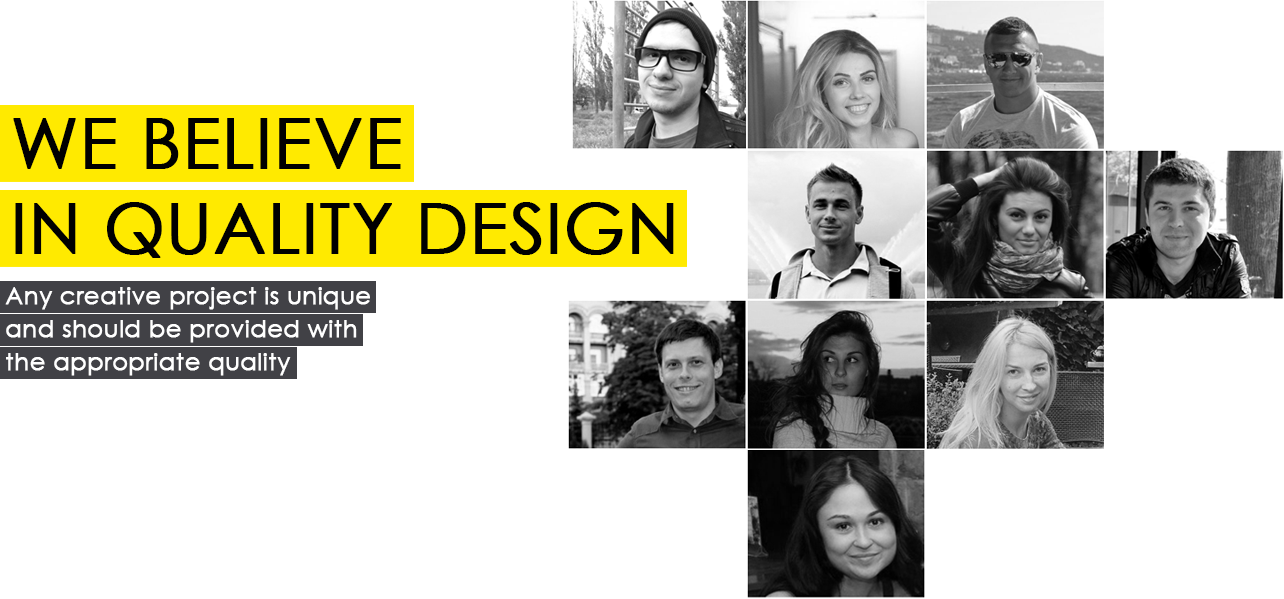 WE BELIEVE
IN QUALITY DESIGN
Any creative project is unique
and should be provided with
the appropriate quality